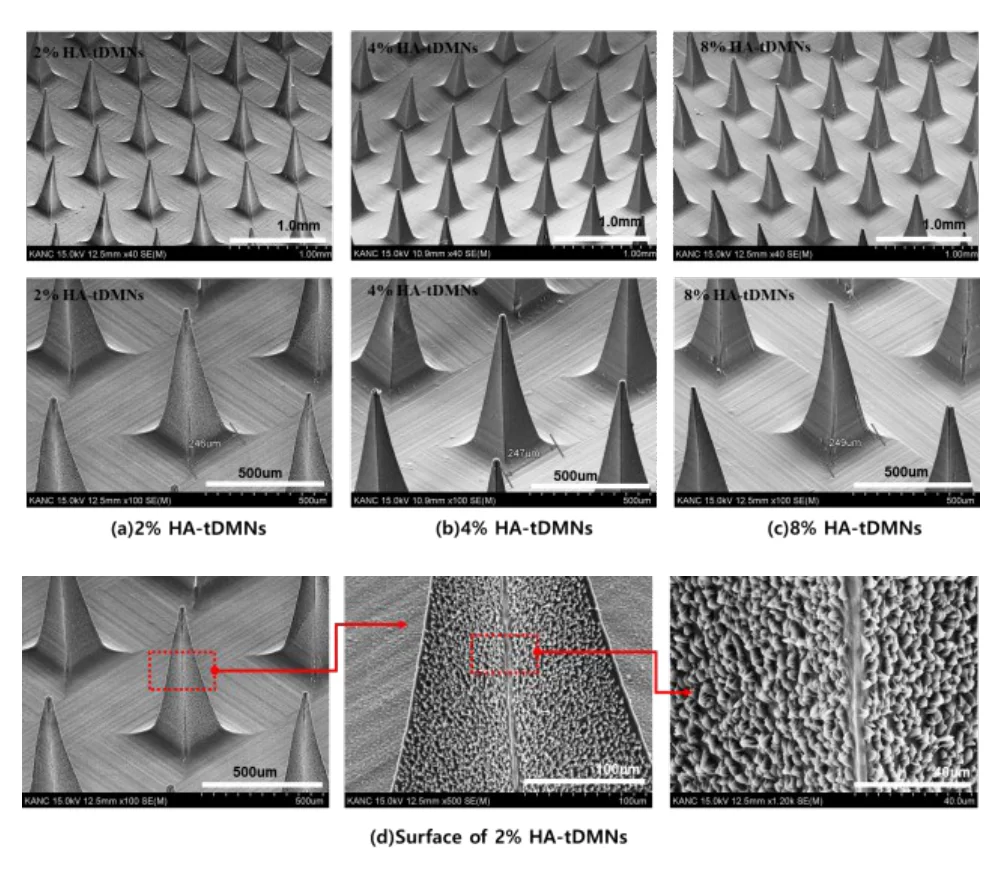 2% HA-tDMNs
1.0mm
KANC 15.0kV 12.5mm x40 SE(M) 1.00mm
4% HA-tDMNs
1.0mm
KANC 15.0kV 10.9mm x40 SE(M) 1.00mm
8% HA-tDMNs
1.0mm
KANC 15.0kV 12.5mm x40 SE(M) 1.00mm
2% HA-tDMNs
246um
500um
KANC 15.0kV 12.5mm x100 SE(M) 500um
4% HA-tDMNs
247um
500um
KANC 15.0kV 10.9mm x100 SE(M) 500um
8% HA-tDMNs
249um
500um
KANC 15.0kV 12.5mm x100 SE(M) 500um
(a)2% HA-tDMNs
(b)4% HA-tDMNs
(c)8% HA-tDMNs
500um
KANC 15.0kV 12.5mm x100 SE(M) 500um
100um
KANC 15.0kV 12.5mm x500 SE(M) 100um
40um
KANC 15.0kV 12.5mm x1.20k SE(M) 40.0um
(d)Surface of 2% HA-tDMNs